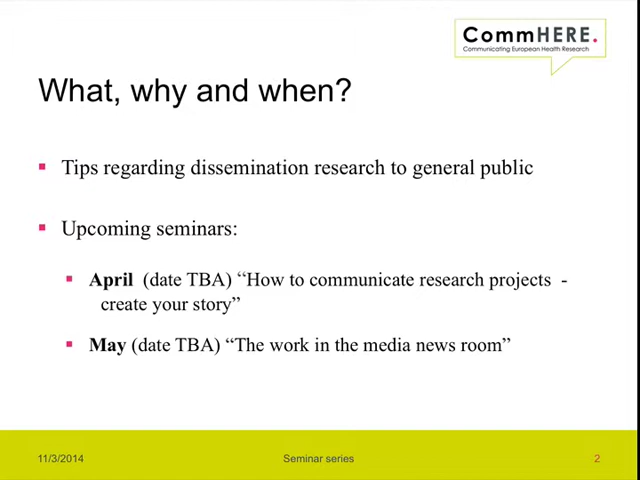 CommHERE.
Communicating European Health Research
What, why and when?
Tips regarding dissemination research to general public
Upcoming seminars:
April (date TBA) “How to communicate research projects -
create your story”
May (date TBA) “The work in the media news room”
11/3/2014 Seminar series 2